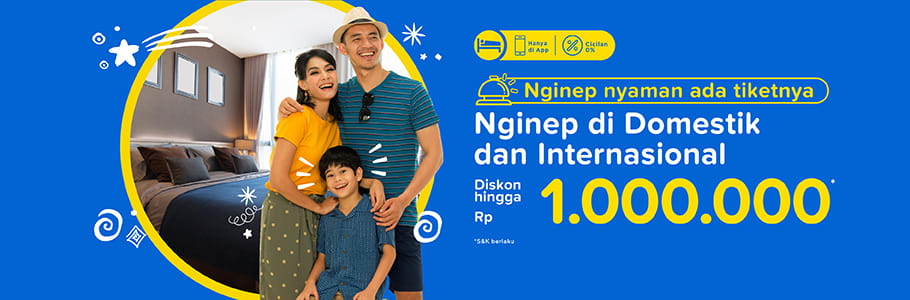 Hanya
di App
Cicilan
0%
Nginep nyaman ada tiketnya
Nginep di Domestik
dan Internasional
Diskon
hingga
Rp 1.000.000*
*S&K berlaku